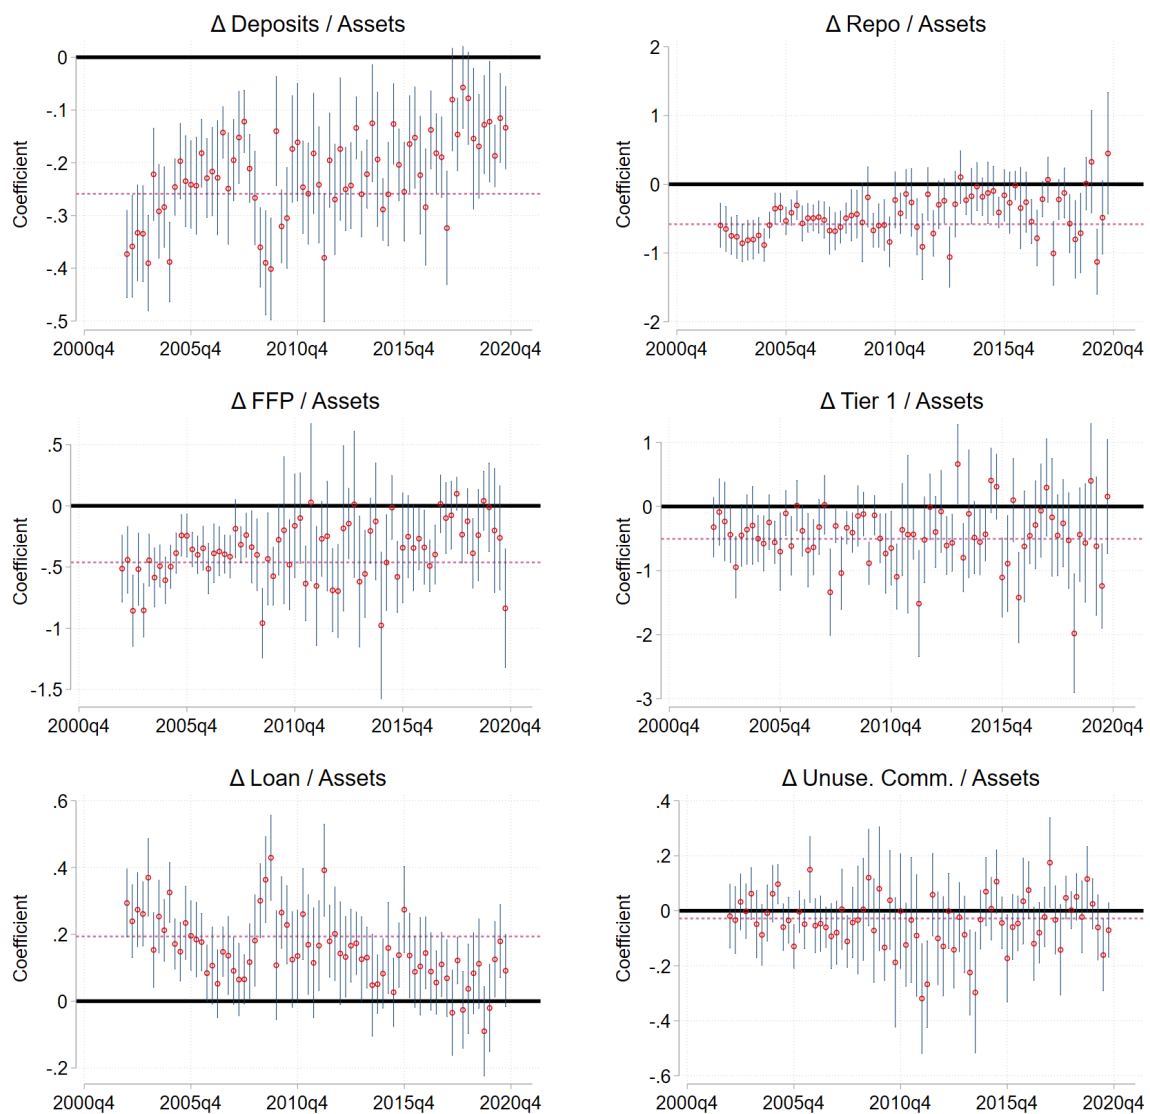 Δ Deposits / Assets
Coefficient
0
-.1
-.2
-.3
-.4
-.5
2000q4 2005q4 2010q4 2015q4 2020q4
Δ Repo / Assets
Coefficient
2
1
0
-1
-2
2000q4 2005q4 2010q4 2015q4 2020q4
Δ FFP / Assets
Coefficient
.5
0
-.5
-1
-1.5
2000q4 2005q4 2010q4 2015q4 2020q4
Δ Tier 1 / Assets
Coefficient
1
0
-1
-2
-3
2000q4 2005q4 2010q4 2015q4 2020q4
Δ Loan / Assets
Coefficient
.6
.4
.2
0
-.2
2000q4 2005q4 2010q4 2015q4 2020q4
Δ Unuse. Comm. / Assets
Coefficient
.4
.2
0
-.2
-.4
-.6
2000q4 2005q4 2010q4 2015q4 2020q4